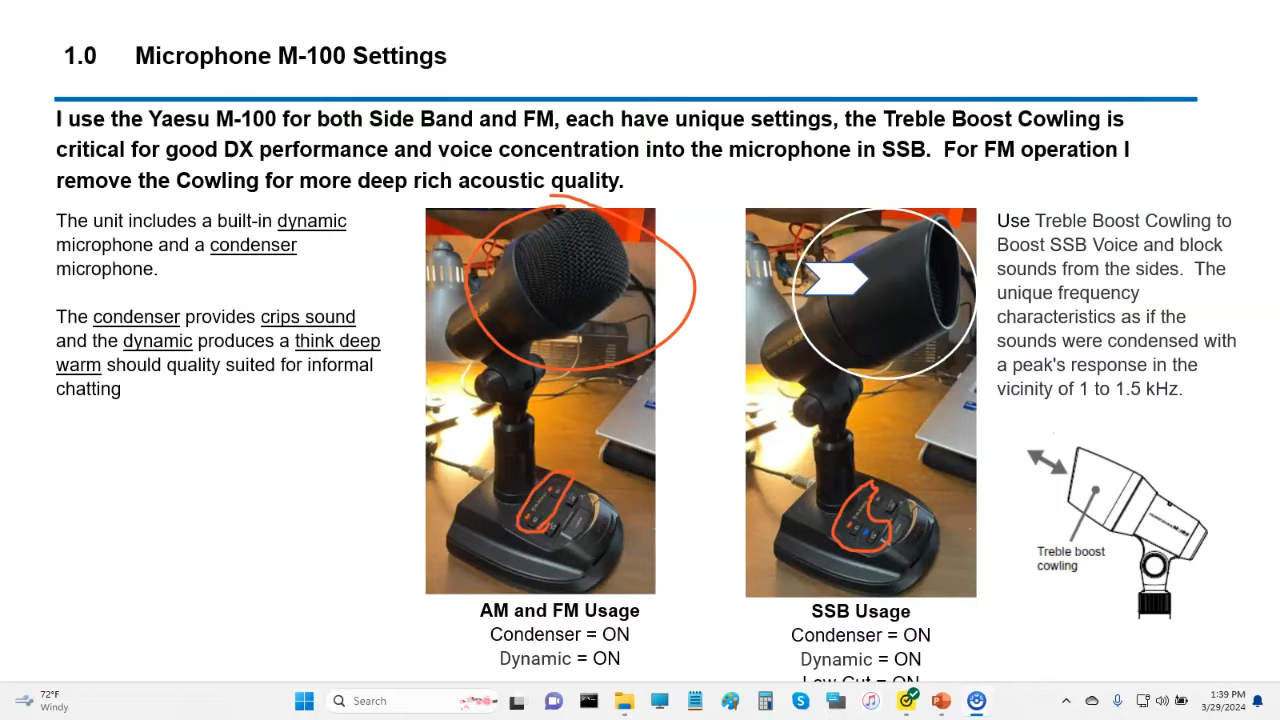 1.0 Microphone M-100 Settings
I use the Yaesu M-100 for both Side Band and FM, each have unique settings, the Treble Boost Cowling is
critical for good DX performance and voice concentration into the microphone in SSB. For FM operation I
remove the Cowling for more deep rich acoustic quality.
The unit includes a built-in dynamic
microphone and a condenser
microphone.
The condenser provides crips sound
and the dynamic produces a think deep
warm should quality suited for informal
chatting
AM and FM Usage
Condenser = ON
Dynamic = ON
SSB Usage
Condenser = ON
Dynamic = ON
Low Cut = ON
Use Treble Boost Cowling to
Boost SSB Voice and block
sounds from the sides. The
unique frequency
characteristics as if the
sounds were condensed with
a peak's response in the
vicinity of 1 to 1.5 kHz.
Treble boost
cowling
72°F
Windy
Search
1:39 PM
3/29/2024